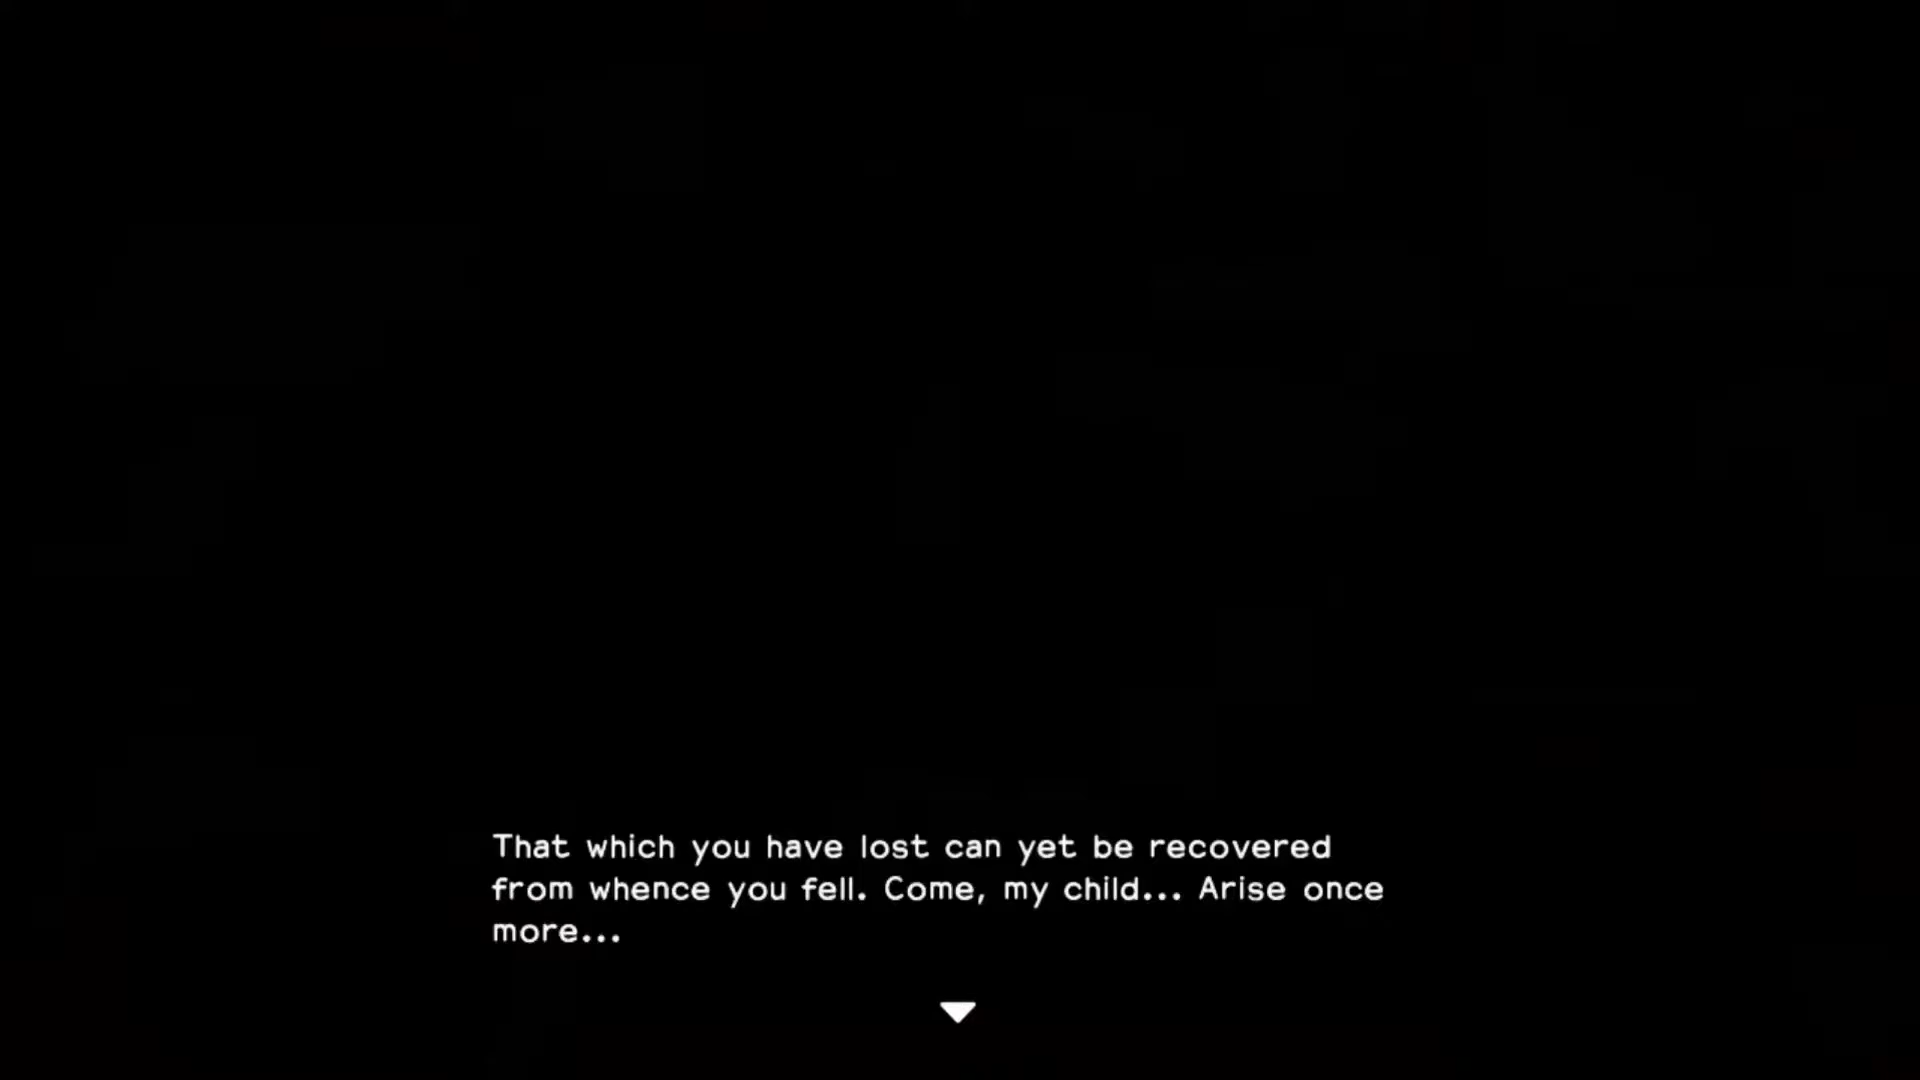 That which you have lost can yet be recovered
from whence you fell. Come, my child... Arise once
more...